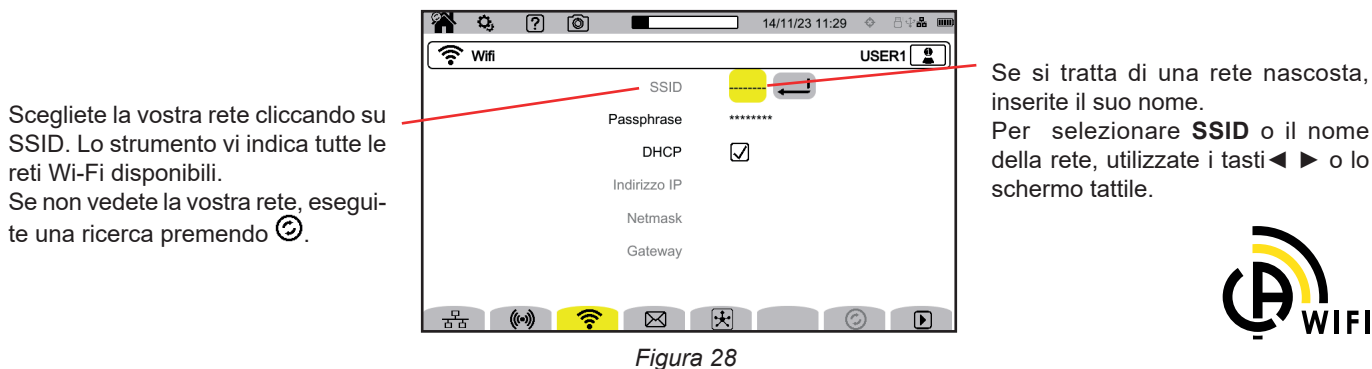 Scegliete la vostra rete cliccando su
SSID. Lo strumento vi indica tutte le
reti Wi-Fi disponibili.
Se non vedete la vostra rete, esegui-
te una ricerca premendo
14/11/23 11:29
Wifi
USER1
SSID
--------
Passphrase
********
DHCP
Indirizzo IP
Netmask
Gateway
Se si tratta di una rete nascosta,
inserite il suo nome.
Per selezionare SSID o il nome
della rete, utilizzate i tasti◄ ► o lo
schermo tattile.
WIFI
Figura 28